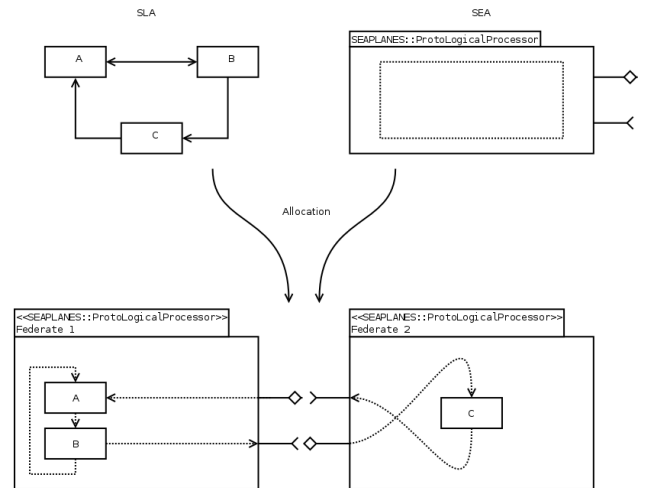 SLA
SEA
SEAPLANES::ProtoLogicalProcessor
A
B
C
Allocation
<<SEAPLANES::ProtoLogicalProcessor>>
Federate 1
<<SEAPLANES::ProtoLogicalProcessor>>
Federate 2
A
B
C